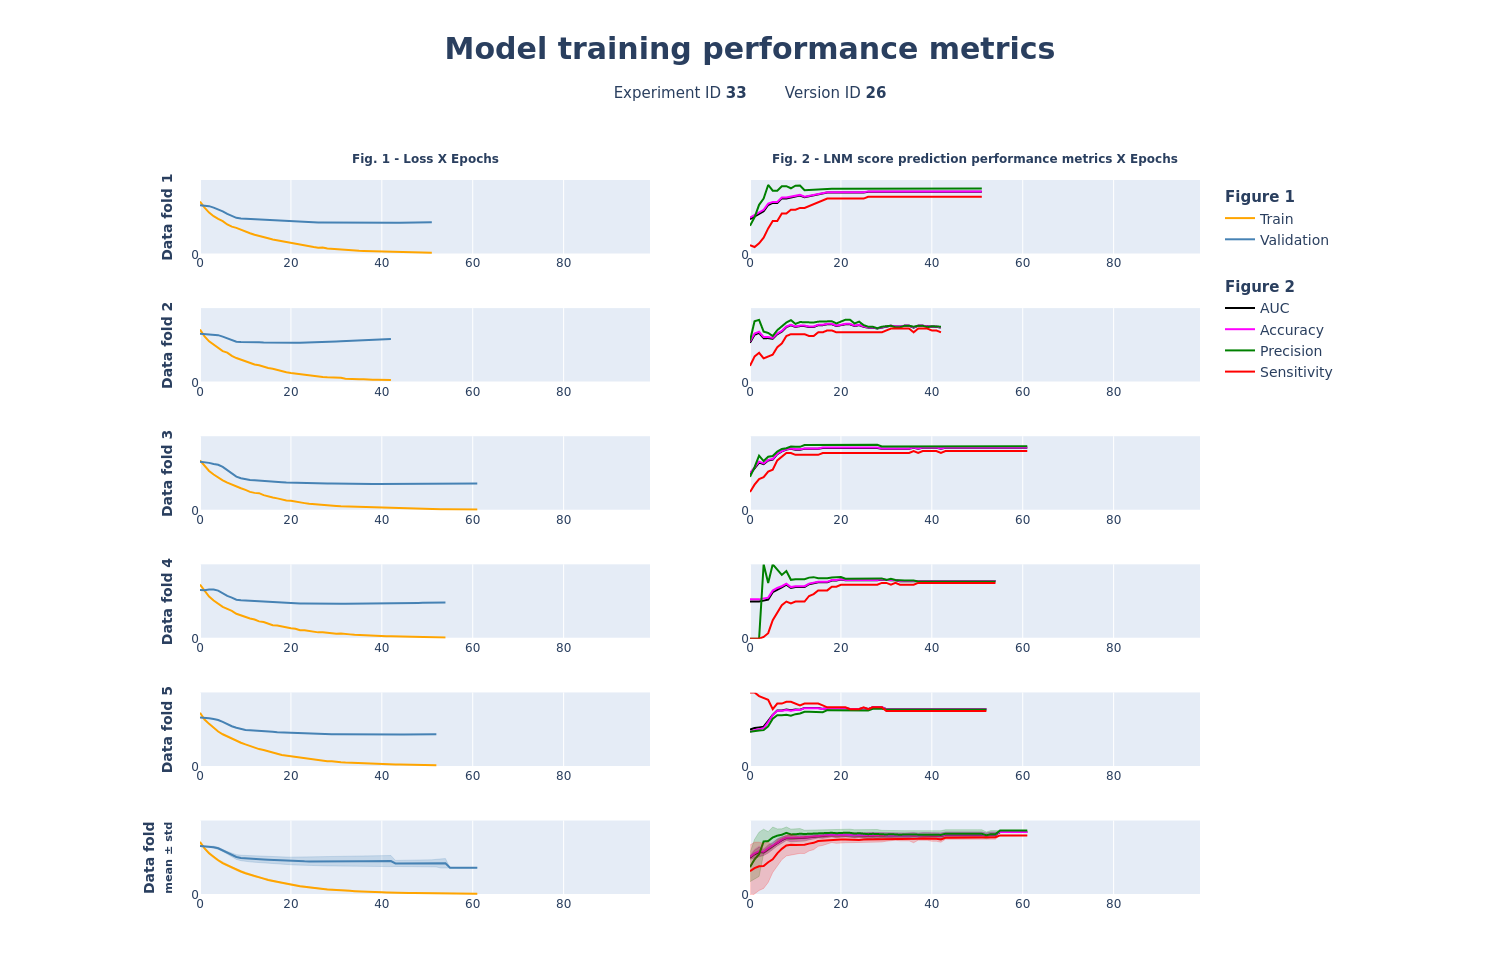 Model training performance metrics
Experiment ID 33 Version ID 26
Fig. 1 - Loss X Epochs
Fig. 2 - LNM score prediction performance metrics X Epochs
Data fold 1
0
0 20 40 60 80
0
0 20 40 60 80
Data fold 2
0
0 20 40 60 80
0
0 20 40 60 80
Data fold 3
0
0 20 40 60 80
0
0 20 40 60 80
Data fold 4
0
0 20 40 60 80
0
0 20 40 60 80
Data fold 5
0
0 20 40 60 80
0
0 20 40 60 80
Data fold
mean ± std
0
0 20 40 60 80
0
0 20 40 60 80
Figure 1
Train
Validation
Figure 2
AUC
Accuracy
Precision
Sensitivity